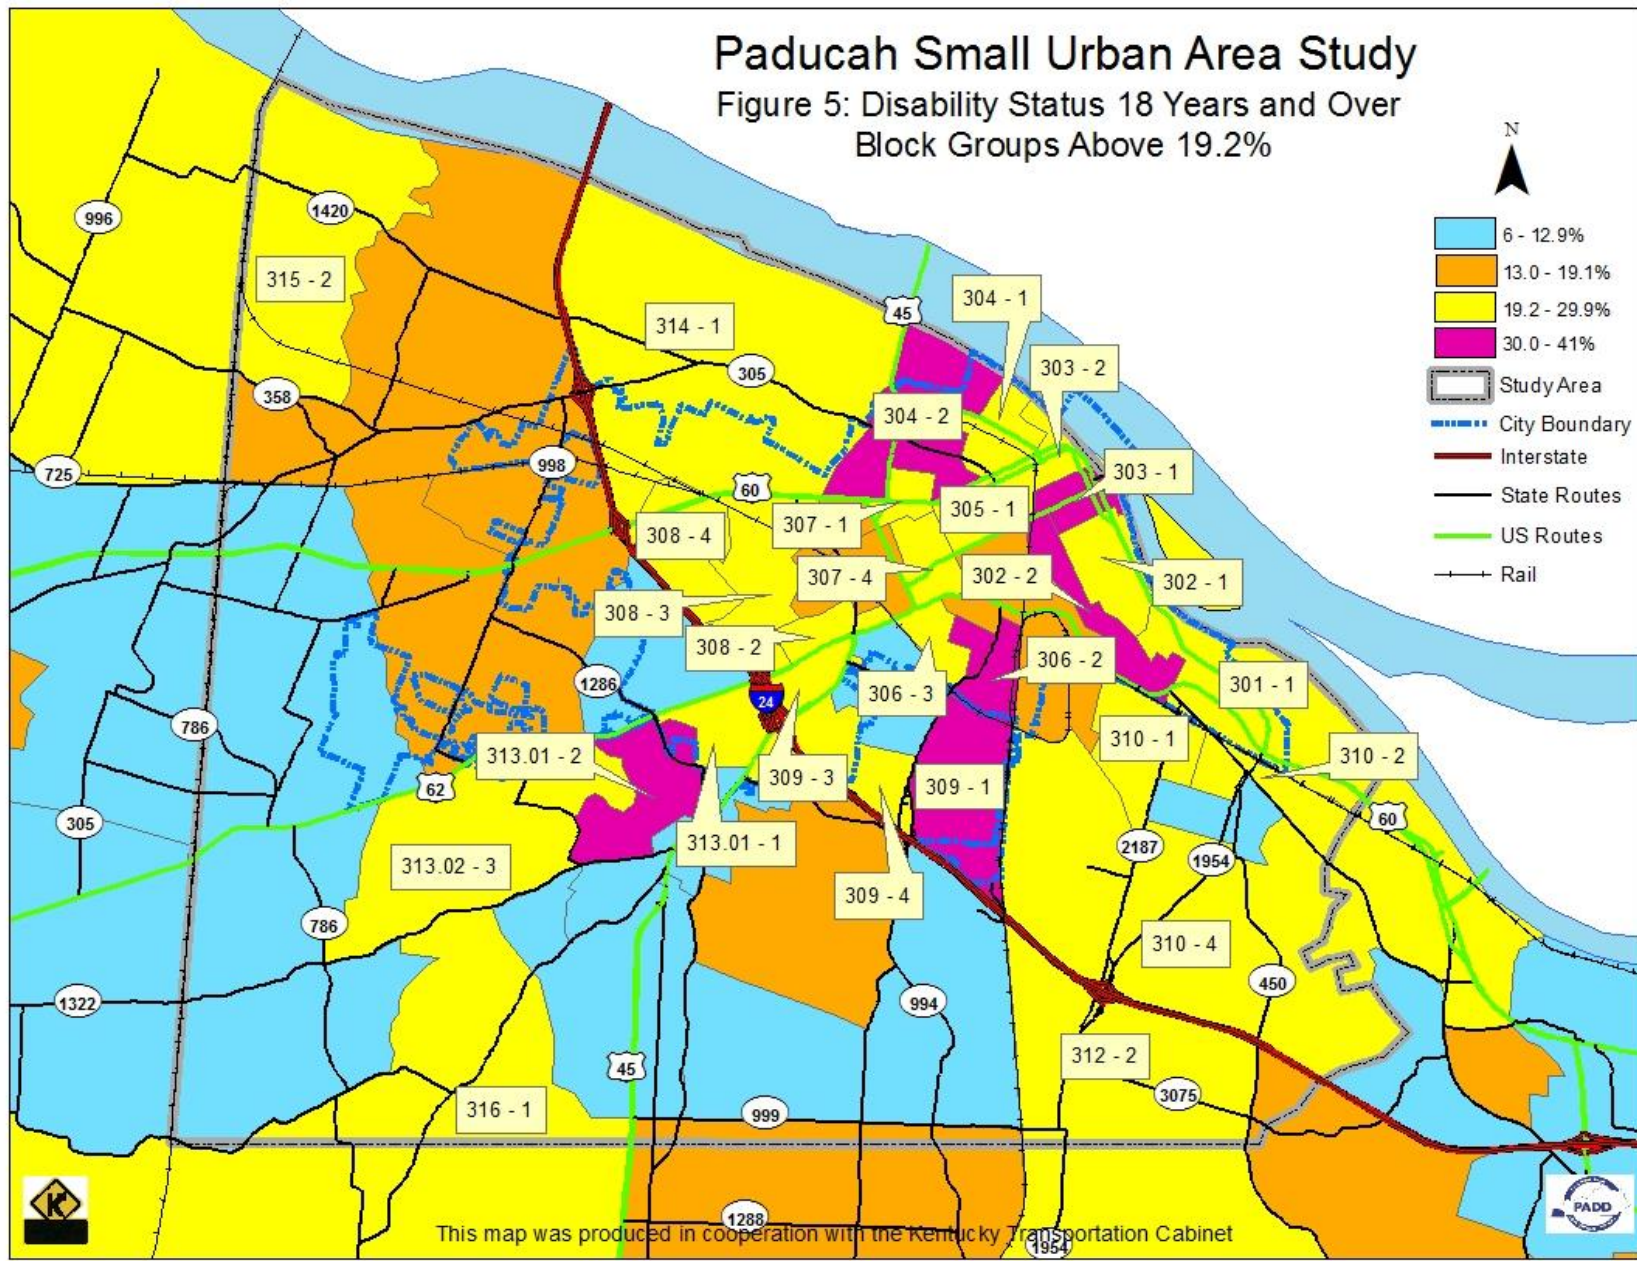 Paducah Small Urban Area Study
Figure 5: Disability Status 18 Years and Over
Block Groups Above 19.2%
N
6 - 12.9%
13.0 - 19.1%
19.2 - 29.9%
30.0 - 41%
Study Area
City Boundary
Interstate
State Routes
US Routes
Rail
996
1420
315 - 2
314 - 1
45
304 - 1
305
303 - 2
358
304 - 2
725
998
60
303 - 1
305 - 1
307 - 1
308 - 4
307 - 4
302 - 2
302 - 1
308 - 3
308 - 2
306 - 2
1286
306 - 3
301 - 1
24
786
310 - 1
313.01 - 2
309 - 3
310 - 2
62
309 - 1
305
60
313.01 - 1
2187
1954
313.02 - 3
309 - 4
786
310 - 4
1322
994
450
312 - 2
45
3075
316 - 1
999
K
PADD
1288
This map was produced in cooperation with the Kentucky Transportation Cabinet
1954